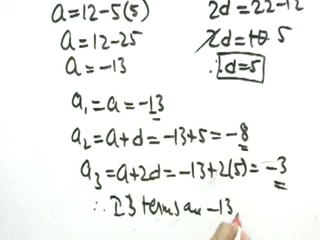 a=12-5(5)
a=12-25
a=-13
2d=22-12
2d=10 5
∴d=5
a₁=a=-13
a₂=a+d=-13+5=-8
a₃=a+2d=-13+2(5)=-3
∴ I 3 terms are -13,